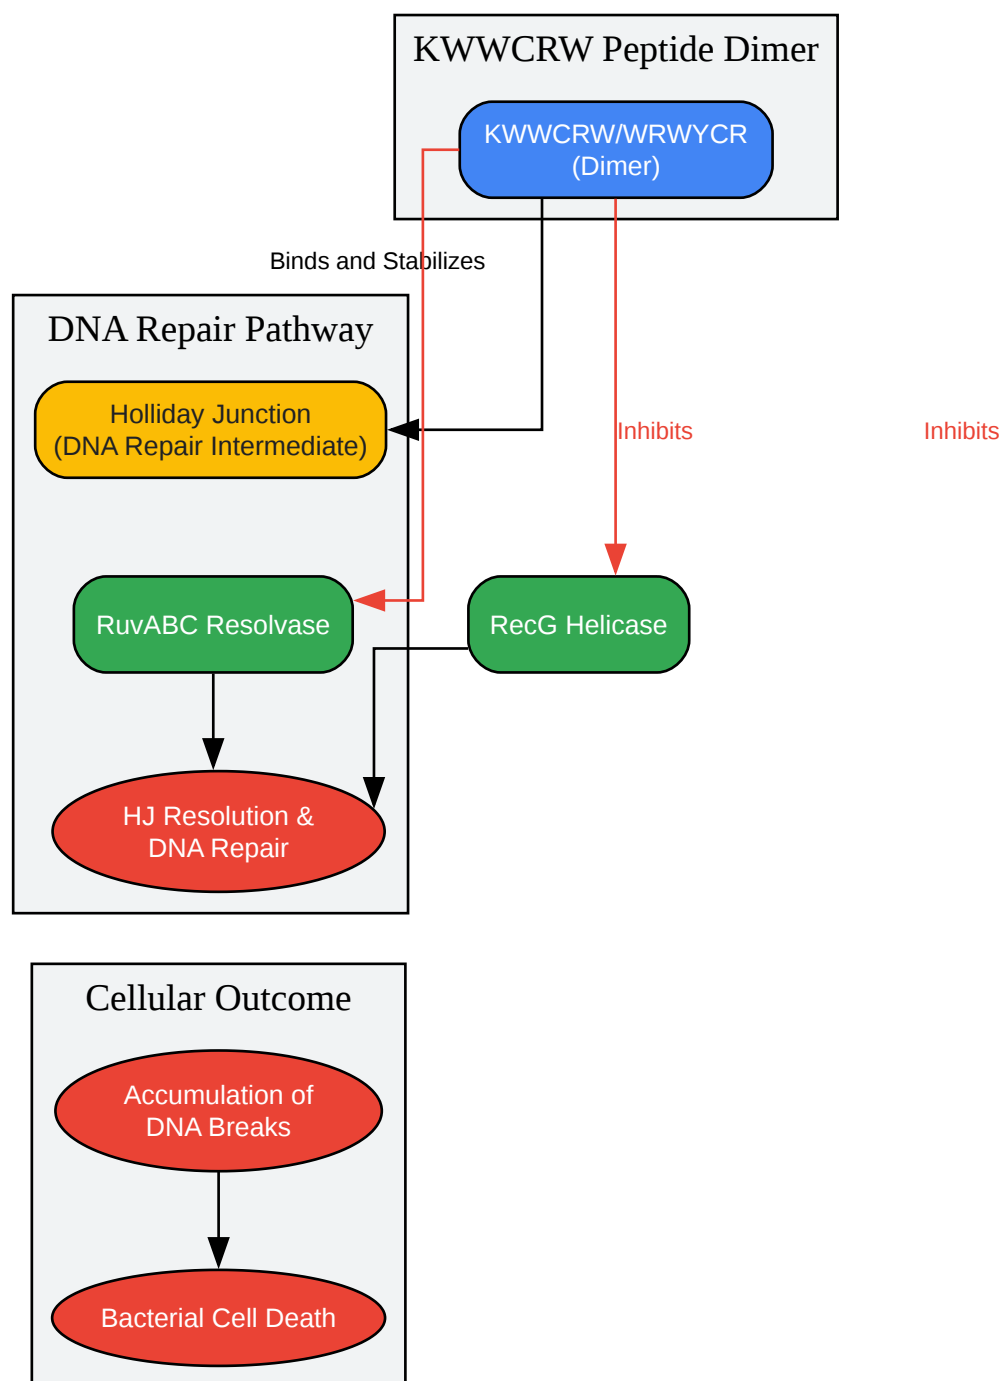 KWWCRW Peptide Dimer
KWWCRW/WRWYCR
(Dimer)
Binds and Stabilizes
DNA Repair Pathway
Holliday Junction
(DNA Repair Intermediate)
Inhibits
Inhibits
RuvABC Resolvase
RecG Helicase
HJ Resolution &
DNA Repair
Cellular Outcome
Accumulation of
DNA Breaks
Bacterial Cell Death